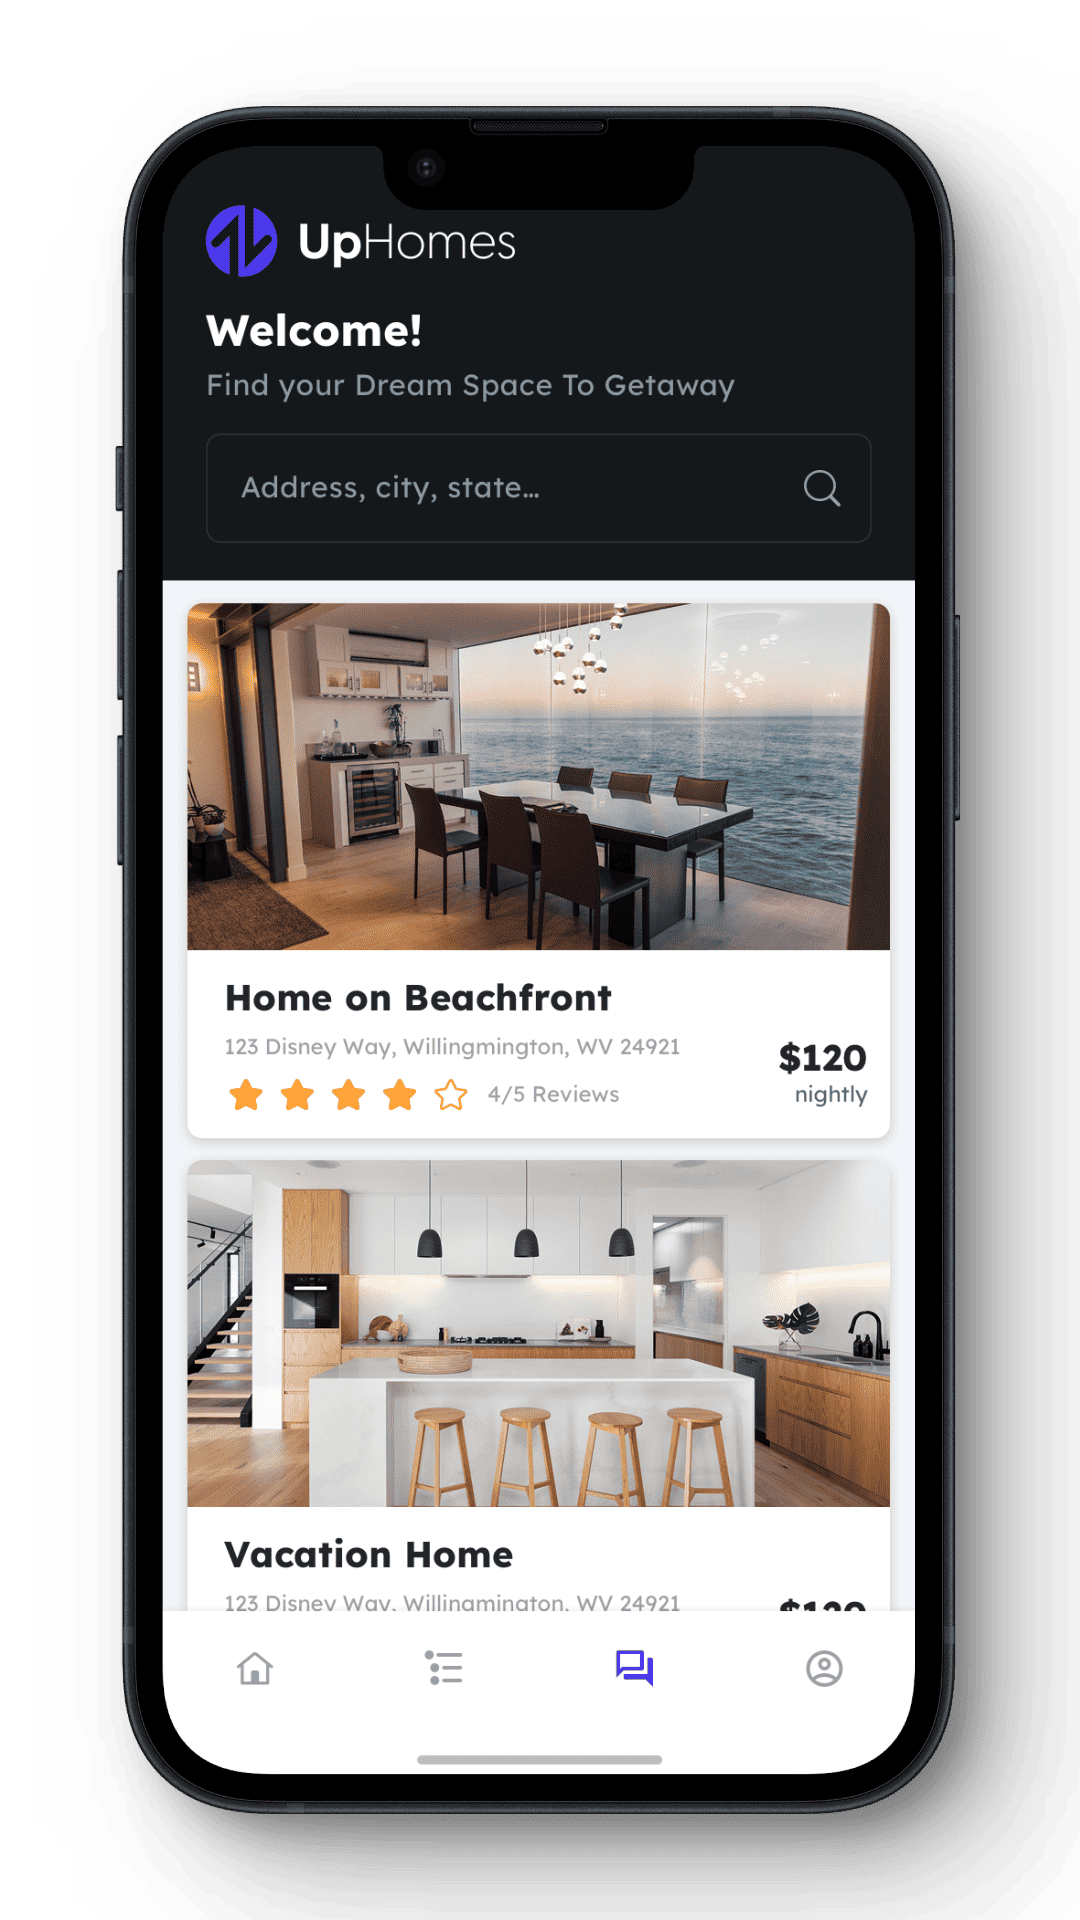 UpHomes
Welcome!
Find your Dream Space To Getaway
Address, city, state...
Home on Beachfront
123 Disney Way, Willingmington, WV 24921
$120
4/5 Reviews
nightly
Vacation Home
123 Disney Way, Willingmington, WV 24921
$120